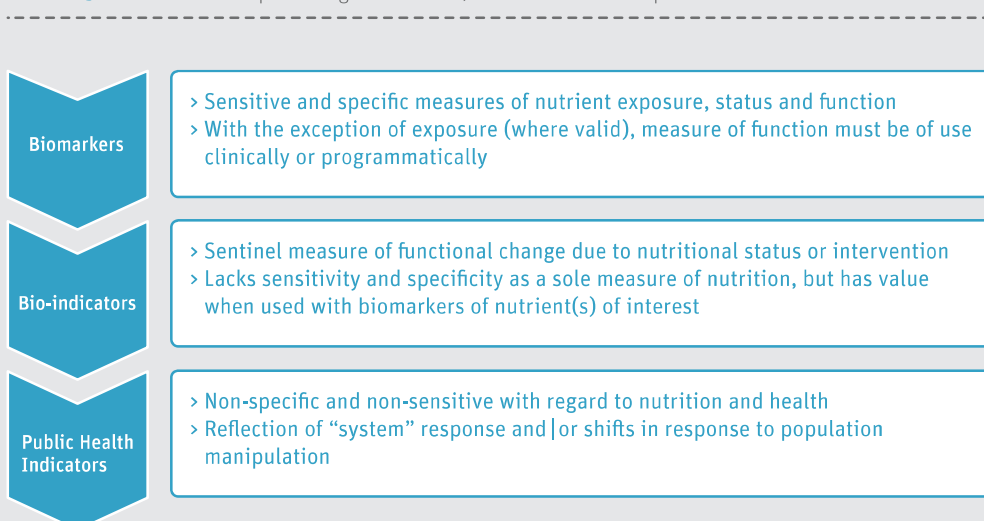 Biomarkers
> Sensitive and specific measures of nutrient exposure, status and function
> With the exception of exposure (where valid), measure of function must be of use
clinically or programmatically
Bio-indicators
> Sentinel measure of functional change due to nutritional status or intervention
> Lacks sensitivity and specificity as a sole measure of nutrition, but has value
when used with biomarkers of nutrient(s) of interest
Public Health
Indicators
> Non-specific and non-sensitive with regard to nutrition and health
> Reflection of “system” response and|or shifts in response to population
manipulation